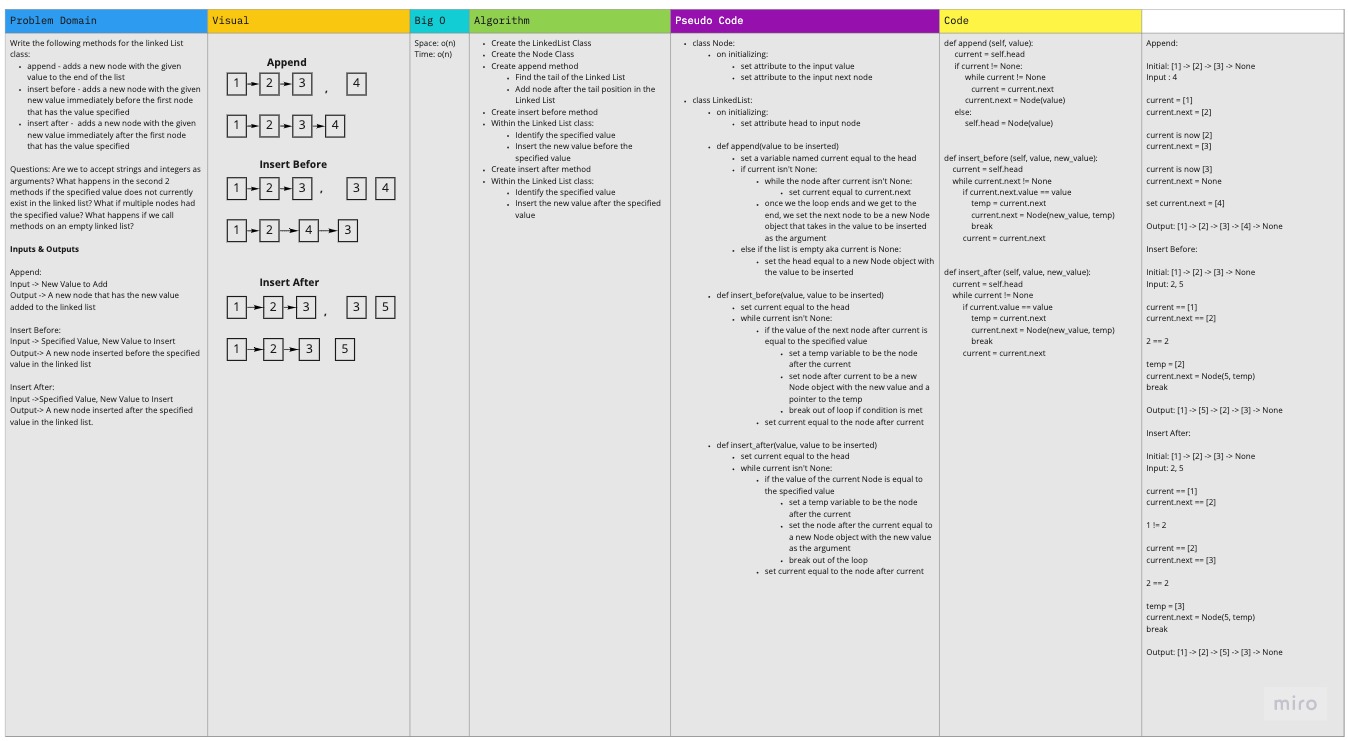 Problem Domain
Write the following methods for the linked List
class:
• append - adds a new node with the given
value to the end of the list
• insert before - adds a new node with the given
new value immediately before the first node
that has the value specified
• insert after - adds a new node with the given
new value immediately after the first node
that has the value specified
Questions: Are we to accept strings and integers as
arguments? What happens in the second 2
methods if the specified value does not currently
exist in the linked list? What if multiple nodes had
the specified value? What happens if we call
methods on an empty linked list?
Inputs & Outputs
Append:
Input -> New Value to Add
Output -> A new node that has the new value
added to the linked list
Insert Before:
Input -> Specified Value, New Value to Insert
Output-> A new node inserted before the specified
value in the linked list
Insert After:
Input ->Specified Value, New Value to Insert
Output-> A new node inserted after the specified
value in the linked list.
Visual
Append
1 2 3 , 4
1 2 3 4
Insert Before
1 2 3 , 3 4
1 2 4 3
Insert After
1 2 3 , 3 5
1 2 3 5
Big O
Space: o(n)
Time: o(n)
Algorithm
• Create the LinkedList Class
• Create the Node Class
• Create append method
• Find the tail of the Linked List
• Add node after the tail position in the
Linked List
• Create insert before method
• Within the Linked List class:
• Identify the specified value
• Insert the new value before the
specified value
• Create insert after method
• Within the Linked List class:
• Identify the specified value
• Insert the new value after the specified
value
Pseudo Code
• class Node:
• on initializing:
• set attribute to the input value
• set attribute to the input next node
• class LinkedList:
• on initializing:
• set attribute head to input node
• def append(value to be inserted)
• set a variable named current equal to the head
• if current isn't None:
• while the node after current isn't None:
• set current equal to current.next
• once we the loop ends and we get to the
end, we set the next node to be a new Node
object that takes in the value to be inserted
as the argument
• else if the list is empty aka current is None:
• set the head equal to a new Node object with
the value to be inserted
• def insert_before(value, value to be inserted)
• set current equal to the head
• while current isn't None:
• if the value of the next node after current is
equal to the specified value
• set a temp variable to be the node
after the current
• set node after current to be a new
Node object with the new value and a
pointer to the temp
• break out of loop if condition is met
• set current equal to the node after current
• def insert_after(value, value to be inserted)
• set current equal to the head
• while current isn't None:
• if the value of the current Node is equal to
the specified value
• set a temp variable to be the node
after the current
• set the node after the current equal to
a new Node object with the new value
as the argument
• break out of the loop
• set current equal to the node after current
Code
def append (self, value):
current = self.head
if current != None:
while current != None
current = current.next
current.next = Node(value)
else:
self.head = Node(value)
def insert_before (self, value, new_value):
current = self.head
while current.next != None
if current.next.value == value
temp = current.next
current.next = Node(new_value, temp)
break
current = current.next
def insert_after (self, value, new_value):
current = self.head
while current != None
if current.value == value
temp = current.next
current.next = Node(new_value, temp)
break
current = current.next
Append:
Initial: [1] -> [2] -> [3] -> None
Input : 4
current = [1]
current.next = [2]
current is now [2]
current.next = [3]
current is now [3]
current.next = None
set current.next = [4]
Output: [1] -> [2] -> [3] -> [4] -> None
Insert Before:
Initial: [1] -> [2] -> [3] -> None
Input: 2, 5
current == [1]
current.next == [2]
2 == 2
temp = [2]
current.next = Node(5, temp)
break
Output: [1] -> [5] -> [2] -> [3] -> None
Insert After:
Initial: [1] -> [2] -> [3] -> None
Input: 2, 5
current == [1]
current.next == [2]
1 != 2
current == [2]
current.next == [3]
2 == 2
temp = [3]
current.next = Node(5, temp)
break
Output: [1] -> [2] -> [5] -> [3] -> None
miro